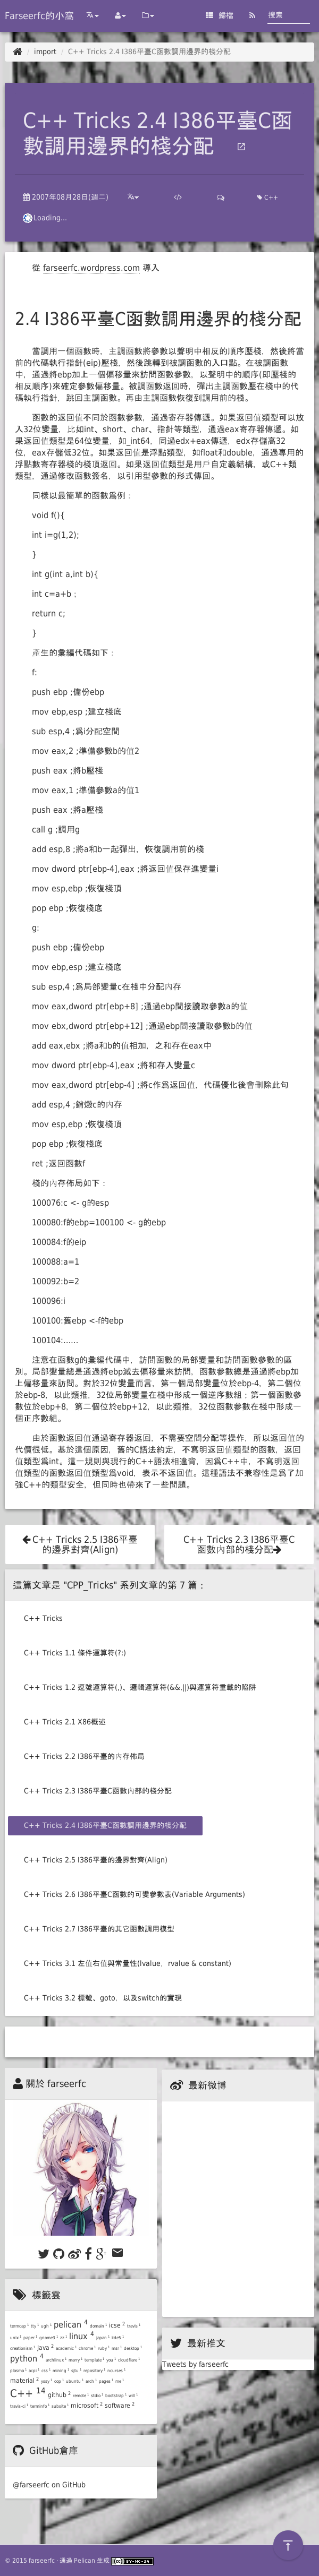 Farseerfc的小窩
歸檔
搜索
import / C++ Tricks 2.4 I386平臺C函數調用邊界的棧分配
C++ Tricks 2.4 I386平臺C函
數調用邊界的棧分配
2007年08月28日(週二)
C++
Loading...
從 farseerfc.wordpress.com 導入
2.4 I386平臺C函數調用邊界的棧分配
當調用一個函數時，主調函數將參數以聲明中相反的順序壓棧，然後將當
前的代碼執行指針(eip)壓棧，然後跳轉到被調函數的入口點。在被調函數
中，通過將ebp加上一個偏移量來訪問函數參數，以聲明中的順序(即壓棧的
相反順序)來確定參數偏移量。被調函數返回時，彈出主調函數壓在棧中的代
碼執行指針，跳回主調函數。再由主調函數恢復到調用前的棧。
函數的返回值不同於函數參數，通過寄存器傳遞。如果返回值類型可以放
入32位變量，比如int、short、char、指針等類型，通過eax寄存器傳遞。如
果返回值類型是64位變量，如_int64，同過edx+eax傳遞，edx存儲高32
位，eax存儲低32位。如果返回值是浮點類型，如float和double，通過專用的
浮點數寄存器棧的棧頂返回。如果返回值類型是用戶自定義結構，或C++類
類型，通過修改函數簽名，以引用型參數的形式傳回。
同樣以最簡單的函數爲例：
void f(){
int i=g(1,2);
}
int g(int a,int b){
int c=a+b；
return c;
}
產生的彙編代碼如下：
f:
push ebp ;備份ebp
mov ebp,esp ;建立棧底
sub esp,4 ;爲i分配空間
mov eax,2 ;準備參數b的值2
push eax ;將b壓棧
mov eax,1 ;準備參數a的值1
push eax ;將a壓棧
call g ;調用g
add esp,8 ;將a和b一起彈出，恢復調用前的棧
mov dword ptr[ebp-4],eax ;將返回值保存進變量i
mov esp,ebp ;恢復棧頂
pop ebp ;恢復棧底
g:
push ebp ;備份ebp
mov ebp,esp ;建立棧底
sub esp,4 ;爲局部變量c在棧中分配內存
mov eax,dword ptr[ebp+8] ;通過ebp間接讀取參數a的值
mov ebx,dword ptr[ebp+12] ;通過ebp間接讀取參數b的值
add eax,ebx ;將a和b的值相加，之和存在eax中
mov dword ptr[ebp-4],eax ;將和存入變量c
mov eax,dword ptr[ebp-4] ;將c作爲返回值，代碼優化後會刪除此句
add esp,4 ;銷燬c的內存
mov esp,ebp ;恢復棧頂
pop ebp ;恢復棧底
ret ;返回函數f
棧的內存佈局如下：
100076:c <- g的esp
100080:f的ebp=100100 <- g的ebp
100084:f的eip
100088:a=1
100092:b=2
100096:i
100100:舊ebp <-f的ebp
100104:……
注意在函數g的彙編代碼中，訪問函數的局部變量和訪問函數參數的區
別。局部變量總是通過將ebp減去偏移量來訪問，函數參數總是通過將ebp加
上偏移量來訪問。對於32位變量而言，第一個局部變量位於ebp-4，第二個位
於ebp-8，以此類推，32位局部變量在棧中形成一個逆序數組；第一個函數參
數位於ebp+8，第二個位於ebp+12，以此類推，32位函數參數在棧中形成一
個正序數組。
由於函數返回值通過寄存器返回，不需要空間分配等操作，所以返回值的
代價很低。基於這個原因，舊的C語法約定，不寫明返回值類型的函數，返回
值類型爲int。這一規則與現行的C++語法相違背，因爲C++中，不寫明返回
值類型的函數返回值類型爲void，表示不返回值。這種語法不兼容性是爲了加
強C++的類型安全，但同時也帶來了一些問題。
C++ Tricks 2.5 I386平臺
的邊界對齊(Align)
C++ Tricks 2.3 I386平臺C
函數內部的棧分配
這篇文章是 "CPP_Tricks" 系列文章的第 7 篇：
C++ Tricks
C++ Tricks 1.1 條件運算符(?:)
C++ Tricks 1.2 逗號運算符(,)、邏輯運算符(&&,||)與運算符重載的陷阱
C++ Tricks 2.1 X86概述
C++ Tricks 2.2 I386平臺的內存佈局
C++ Tricks 2.3 I386平臺C函數內部的棧分配
C++ Tricks 2.4 I386平臺C函數調用邊界的棧分配
C++ Tricks 2.5 I386平臺的邊界對齊(Align)
C++ Tricks 2.6 I386平臺C函數的可變參數表(Variable Arguments)
C++ Tricks 2.7 I386平臺的其它函數調用模型
C++ Tricks 3.1 左值右值與常量性(lvalue，rvalue & constant)
C++ Tricks 3.2 標號、goto，以及switch的實現
關於 farseerfc
最新微博
標籤雲
termcap 1 tty 1 ugh 1 pelican 4 domain 1 icse 2 travis 1
unix 1 paper 1 gnome3 1 iot 1 linux 4 japan 1 kde5 1
creationism 1 Java 2 academic 1 chrome 1 ruby 1 msr 1 desktop 1
python 4 archlinux 1 marry 1 template 1 you 1 cloudflare 1
plasma 1 acpi 1 css 1 mining 1 sjtu 1 repository 1 ncurses 1
material 2 you 1 osp 1 ubuntu 1 arch 1 pages 1 me 1
C++ 14 github 2 remote 1 zsh 1 bootstrap 1 will 1
travis-ci 1 terminfo 1 subsite 1 microsoft 2 software 2
最新推文
Tweets by farseerfc
GitHub倉庫
@farseerfc on GitHub
© 2015 farseerfc · 通過 Pelican 生成 BY-NC-SA